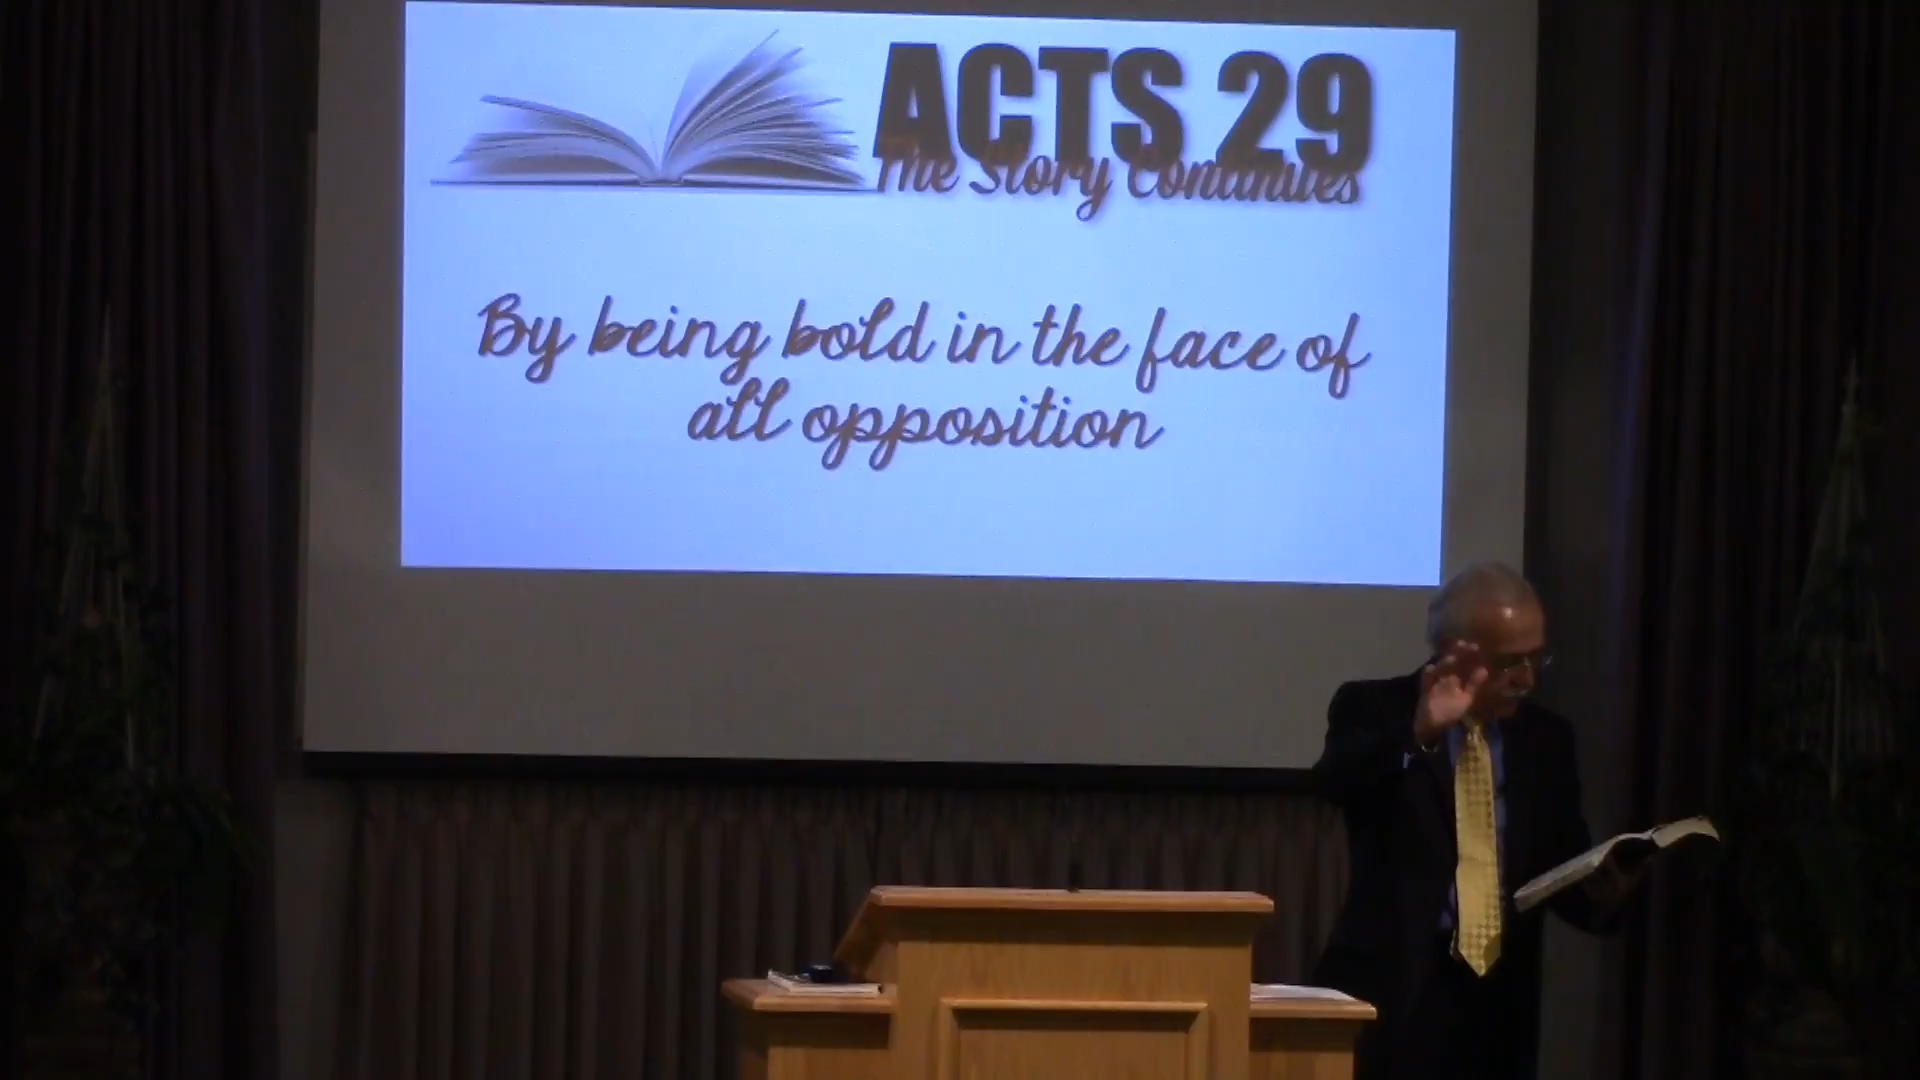 ACTS 29
The Story Continues
By being bold in the face of
all opposition